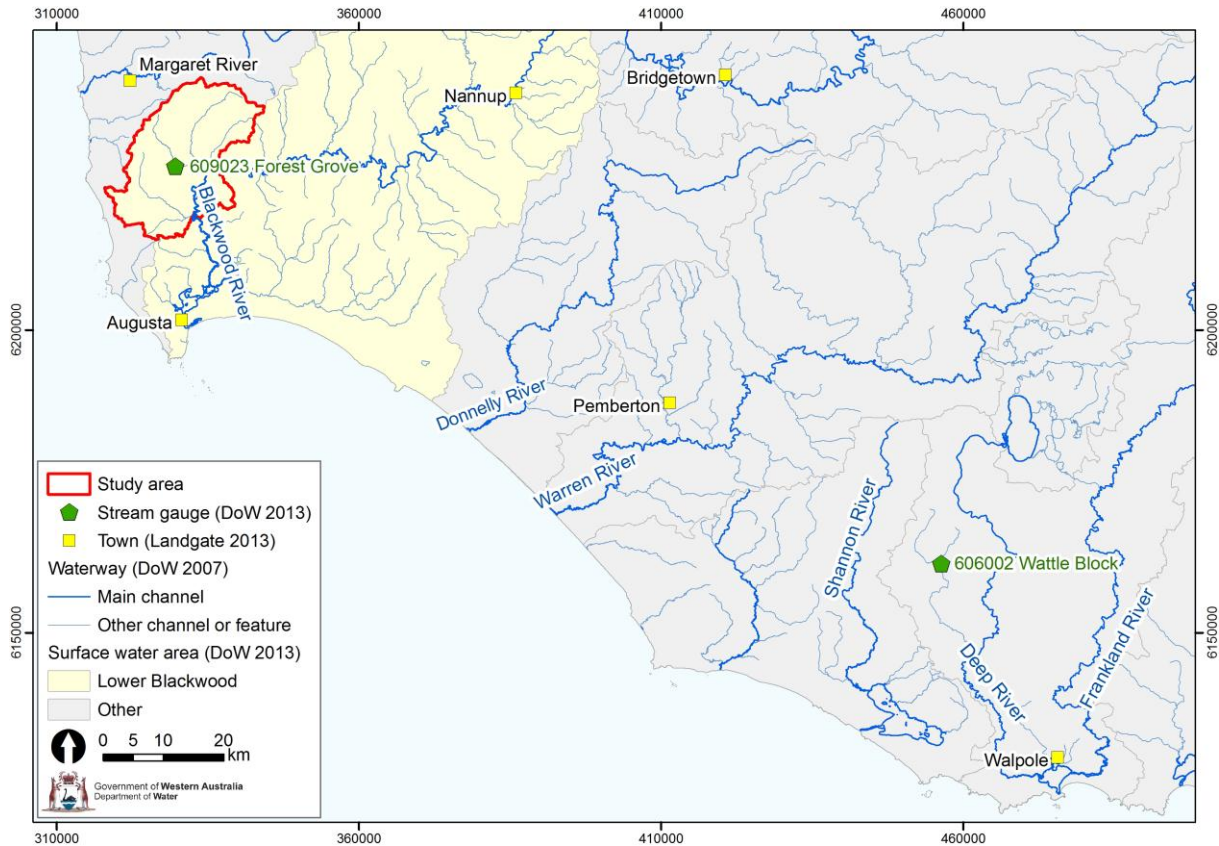 310000
360000
410000
460000
Margaret River
Bridgetown
Nannup
609023 Forest Grove
Blackwood River
Augusta
6200000
6200000
Donnelly River
Pemberton
Warren River
Shannon River
606002 Wattle Block
Frankland River
Deep River
6150000
6150000
Walpole
Study area
Stream gauge (DoW 2013)
Town (Landgate 2013)
Waterway (DoW 2007)
Main channel
Other channel or feature
Surface water area (DoW 2013)
Lower Blackwood
Other
0 5 10 20
km
Government of Western Australia
Department of Water
310000
360000
410000
460000